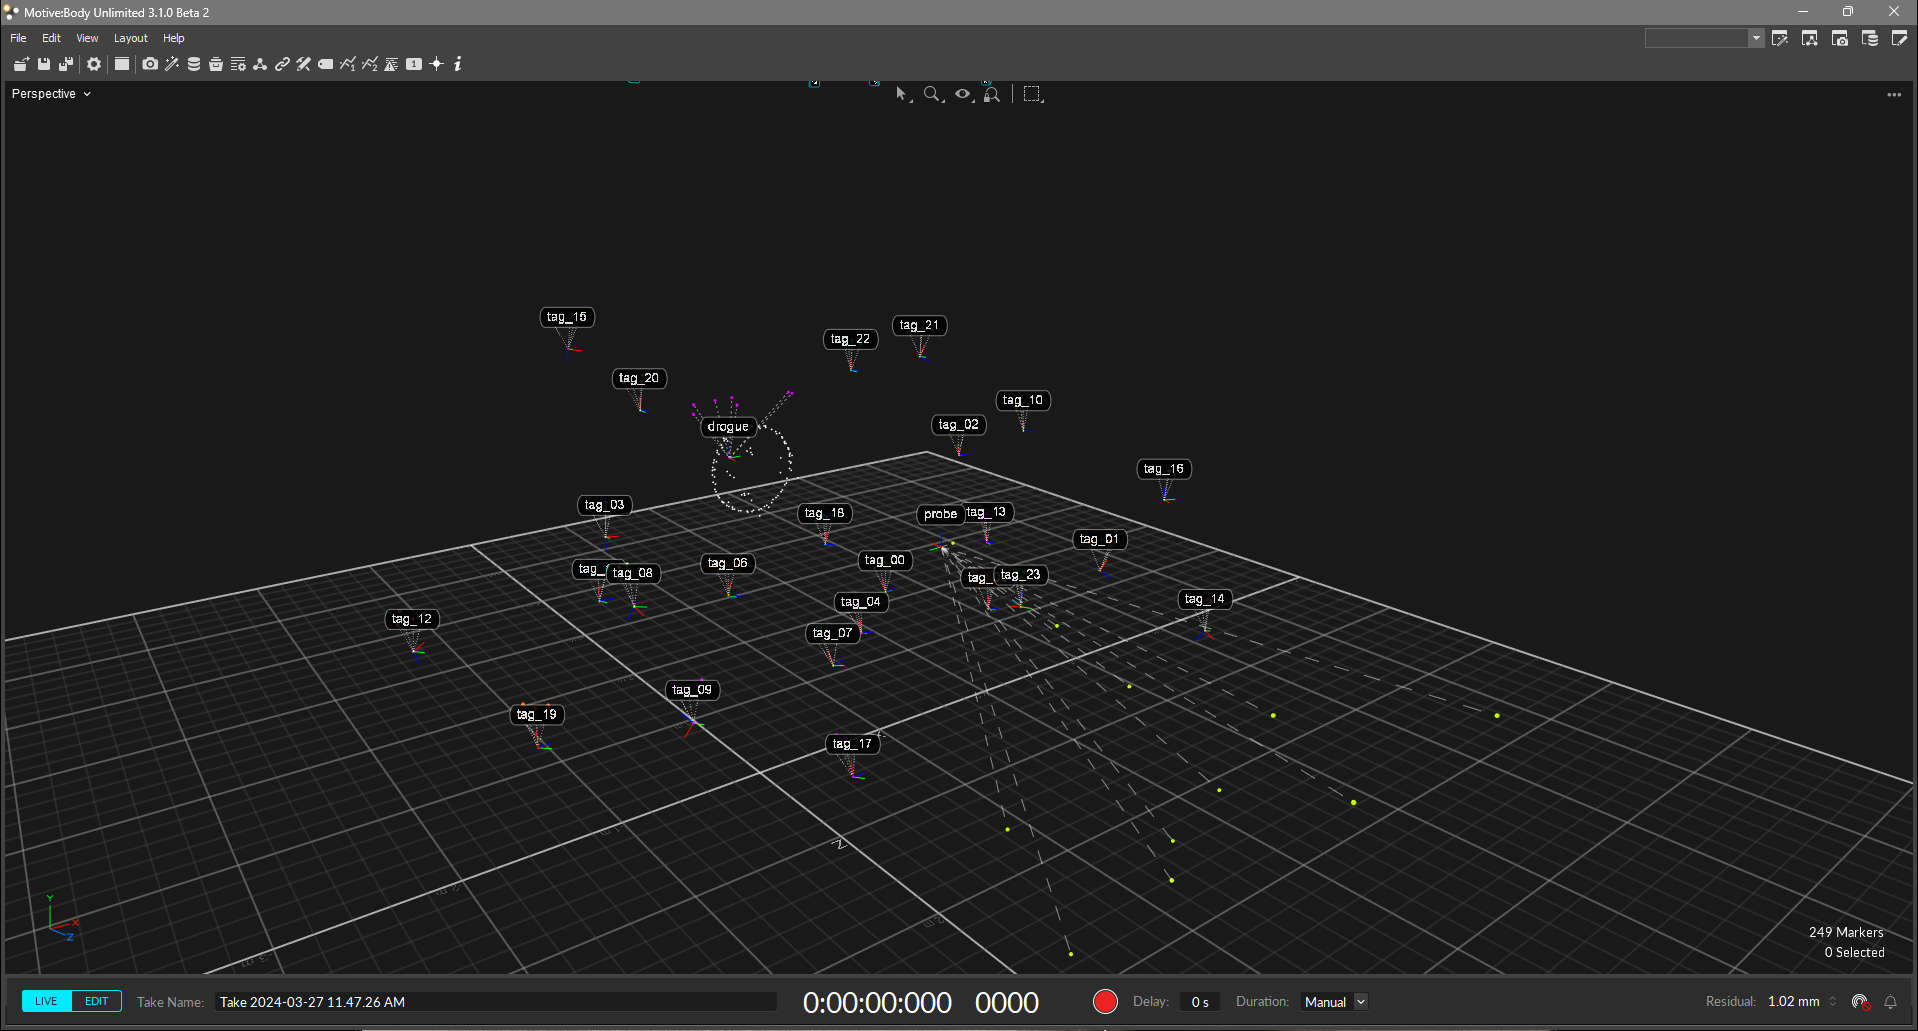 Motive:Body Unlimited 3.1.0 Beta 2
File Edit View Layout Help
1
Perspective
tag_15
tag_22
tag_21
tag_20
tag_10
drogue
tag_02
tag_16
tag_03
tag_18
probe
tag_13
tag_01
tag_06
tag_00
tag_
tag_08
tag_
tag_23
tag_04
tag_14
tag_12
tag_07
tag_09
tag_19
tag_17
Z
Y
X
Z
249 Markers
0 Selected
LIVE EDIT Take Name: Take 2024-03-27 11.47.26 AM 0:00:00:000 0000 Delay: 0 s Duration: Manual Residual: 1.02 mm